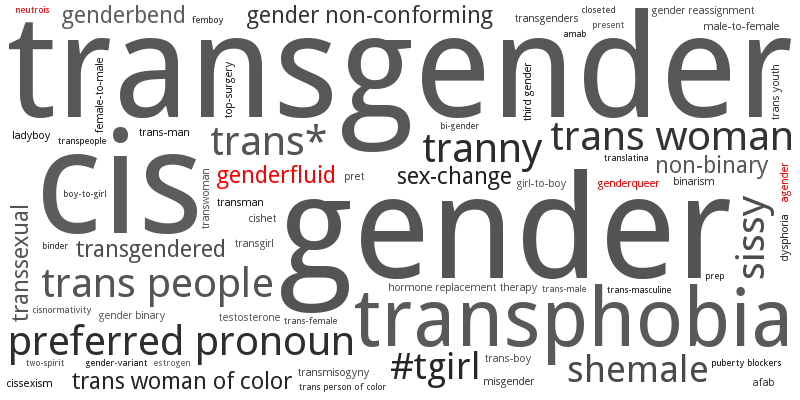 neutrois
genderbend
femboy
gender non-conforming
transgenders
closeted
present
amab
gender reassignment
male-to-female
transgender
female-to-male
top-surgery
third gender
trans youth
ladyboy
transpeople
trans-man
trans*
bi-gender
tranny
trans woman
translatina
non-binary
cis
boy-to-girl
transwoman
genderfluid
pret
sex-change
girl-to-boy
genderqueer
binarism
agender
transman
cishet
gender
sissy
dysphoria
transsexual
binder
transgendered
transgirl
trans people
prep
hormone replacement therapy
trans-male
trans-masculine
cisnormativity
gender binary
testosterone
trans-female
transphobia
preferred pronoun
two-spirit
gender-variant
estrogen
#tgirl
trans-boy
shemale
puberty blockers
cissexism
trans woman of color
transmisogyny
trans person of color
misgender
afab